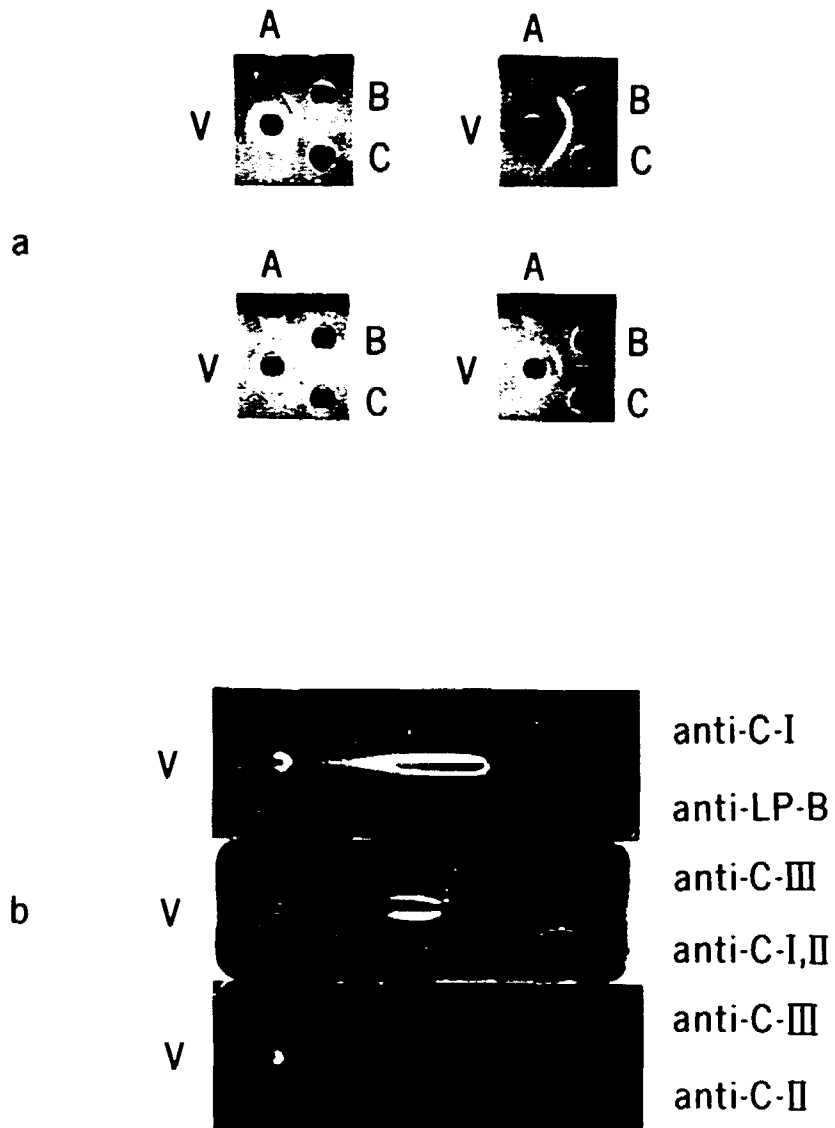 A A
V B V B
C C
a
A A
V B V B
C C
anti-C-I
V
anti-LP-B
anti-C-III
b V
anti-C-I,II
anti-C-III
V
anti-C-II